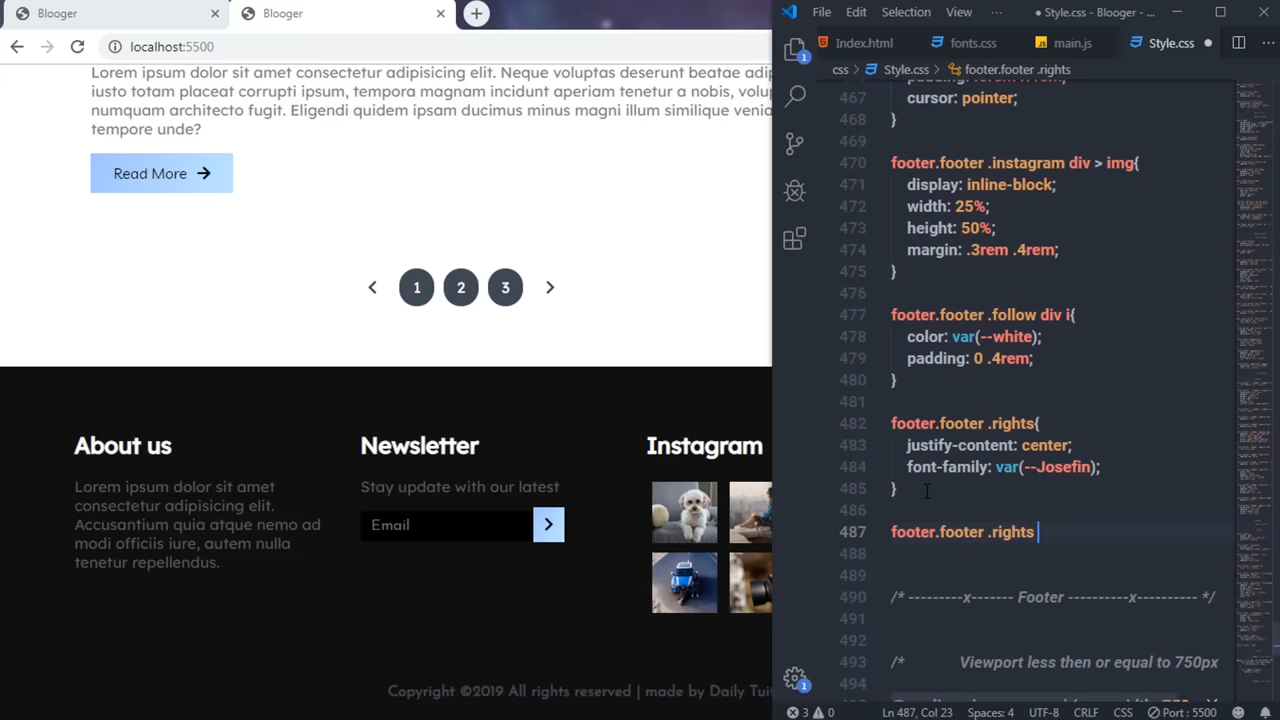 Blooger
Blooger
File Edit Selection View ··· ● Style.css - Blooger - ...
localhost:5500
Index.html fonts.css main.js Style.css
css > Style.css > footer.footer .rights
Lorem ipsum dolor sit amet consectetur adipisicing elit. Neque voluptas deserunt beatae adip
iusto totam placeat corrupti ipsum, tempora magnam incidunt aperiam tenetur a nobis, volup
numquam architecto fugit. Eligendi quidem ipsam ducimus minus magni illum similique venia
tempore unde?
Read More
1 2 3
About us
Lorem ipsum dolor sit amet
consectetur adipisicing elit.
Accusantium quia atque nemo ad
modi officiis iure, autem nulla
tenetur repellendus.
Newsletter
Stay update with our latest
Email
Instagram
Copyright ©2019 All rights reserved | made by Daily Tuit
467
468 cursor: pointer;
468 }
469
470 footer.footer .instagram div > img{
471 display: inline-block;
472 width: 25%;
473 height: 50%;
474 margin: .3rem .4rem;
475 }
476
477 footer.footer .follow div i{
478 color: var(--white);
479 padding: 0 .4rem;
480 }
481
482 footer.footer .rights{
483 justify-content: center;
484 font-family: var(--Josefin);
485 }
486
487 footer.footer .rights
488
489
490 /* ---------x------- Footer ----------x---------- */
491
492
493 /* Viewport less then or equal to 750px
494
1
1
3 0 Ln 487, Col 23 Spaces: 4 UTF-8 CRLF CSS Port : 5500